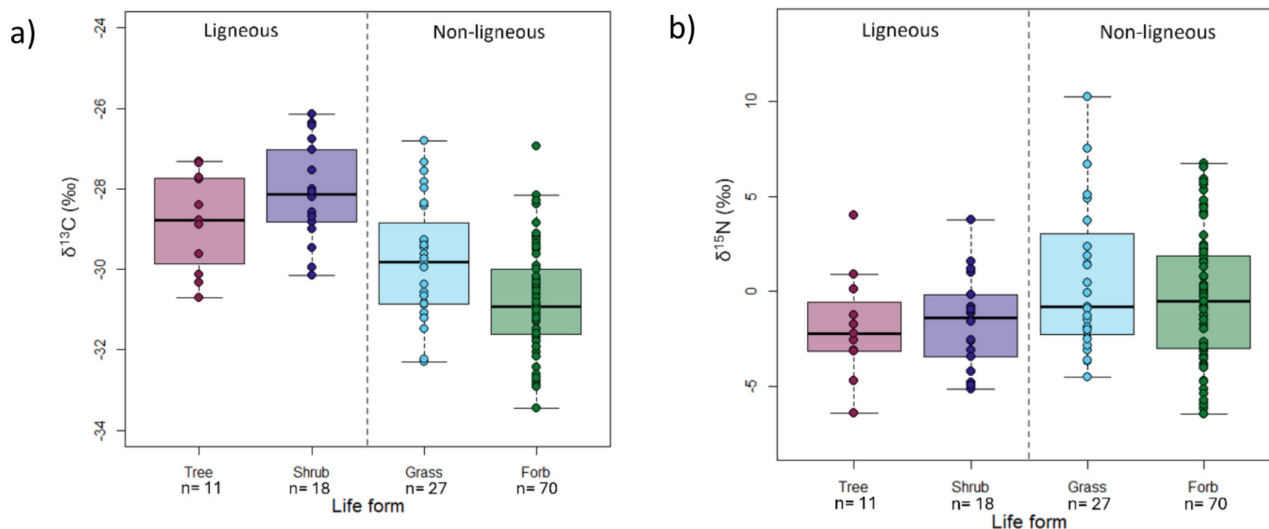 a)
Ligneous Non-ligneous
δ13C (‰)
-24
-26
-28
-30
-32
-34
Tree Shrub Grass Forb
n= 11 n= 18 n= 27 n= 70
Life form
b)
Ligneous Non-ligneous
δ15N (‰)
10
5
0
-5
Tree Shrub Grass Forb
n= 11 n= 18 n= 27 n= 70
Life form